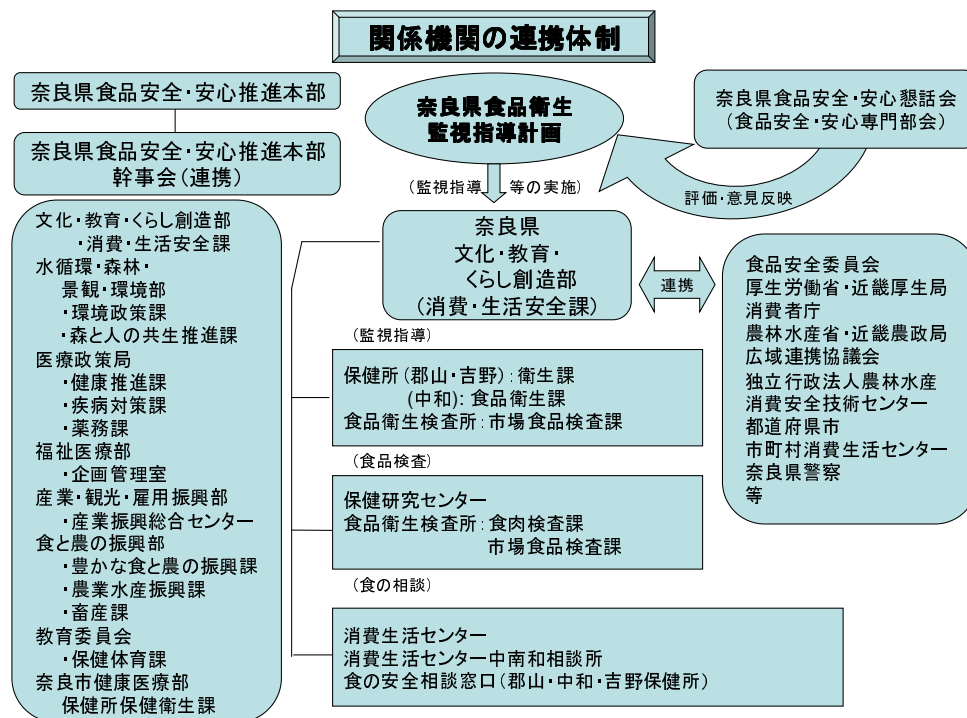 関係機関の連携体制
奈良県食品安全・安心推進本部
奈良県食品安全・安心推進本部
幹事会(連携)
文化・教育・くらし創造部
・消費・生活安全課
水循環・森林・
景観・環境部
・環境政策課
・森と人の共生推進課
医療政策局
・健康推進課
・疾病対策課
・薬務課
福祉医療部
・企画管理室
産業・観光・雇用振興部
・産業振興総合センター
食と農の振興部
・豊かな食と農の振興課
・農業水産振興課
・畜産課
教育委員会
・保健体育課
奈良市健康医療部
保健所保健衛生課
奈良県食品衛生
監視指導計画
(監視指導 等の実施)
奈良県
文化・教育・
くらし創造部
(消費・生活安全課)
奈良県食品安全・安心懇話会
(食品安全・安心専門部会)
評価・意見反映
連携
食品安全委員会
厚生労働省・近畿厚生局
消費者庁
農林水産省・近畿農政局
広域連携協議会
独立行政法人農林水産
消費安全技術センター
都道府県市
市町村消費生活センター
奈良県警察
等
(監視指導)
保健所(郡山・吉野):衛生課
(中和):食品衛生課
食品衛生検査所:市場食品検査課
(食品検査)
保健研究センター
食品衛生検査所:食肉検査課
市場食品検査課
(食の相談)
消費生活センター
消費生活センター中南和相談所
食の安全相談窓口(郡山・中和・吉野保健所)